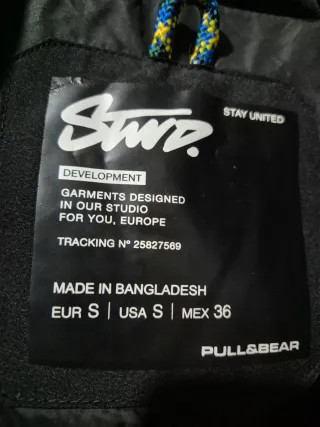 STWD.
STAY UNITED
DEVELOPMENT
GARMENTS DESIGNED
IN OUR STUDIO
FOR YOU, EUROPE
TRACKING Nº 25827569
MADE IN BANGLADESH
EUR S | USA S | MEX 36
PULL&BEAR